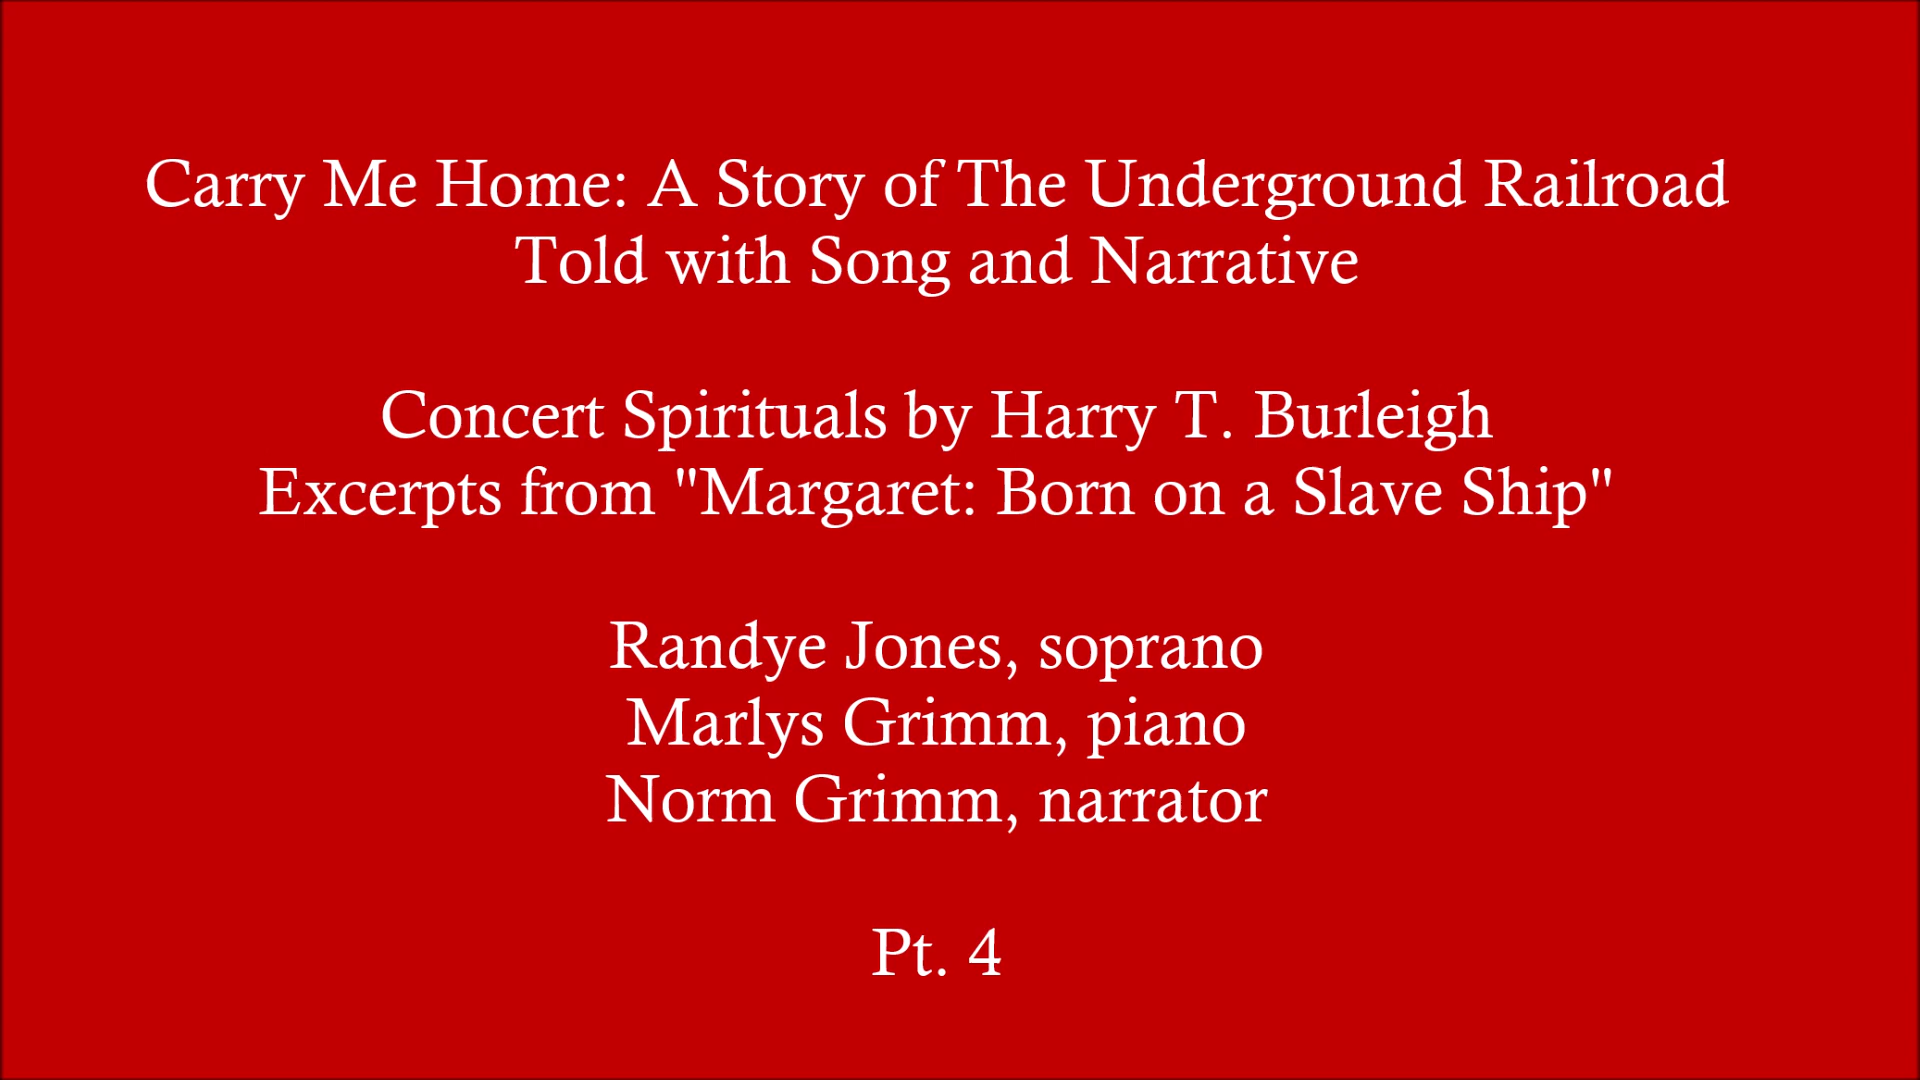 Carry Me Home: A Story of The Underground Railroad
Told with Song and Narrative
Concert Spirituals by Harry T. Burleigh
Excerpts from "Margaret: Born on a Slave Ship"
Randye Jones, soprano
Marlys Grimm, piano
Norm Grimm, narrator
Pt. 4